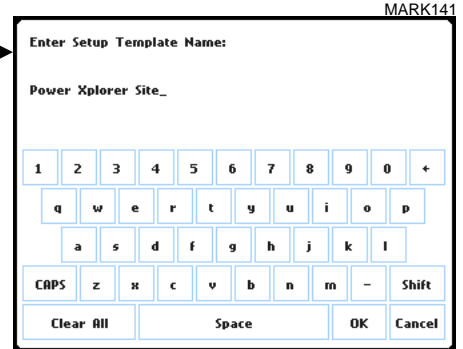 MARK141
Enter Setup Template Name:
Power Xplorer Site_
1 2 3 4 5 6 7 8 9 0 ←
q w e r t y u i o p
a s d f g h j k l
CAPS z x c v b n m - Shift
Clear All Space OK Cancel